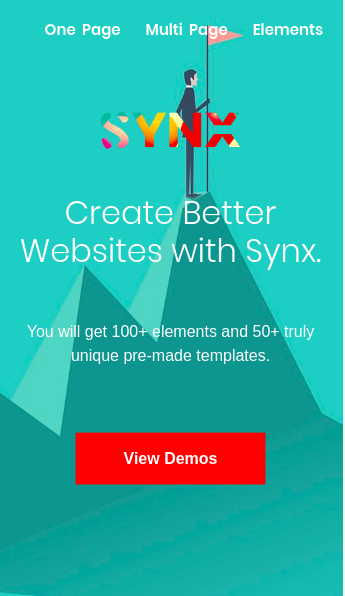 One Page Multi Page Elements
SYNX
Create Better
Websites with Synx.
You will get 100+ elements and 50+ truly
unique pre-made templates.
View Demos